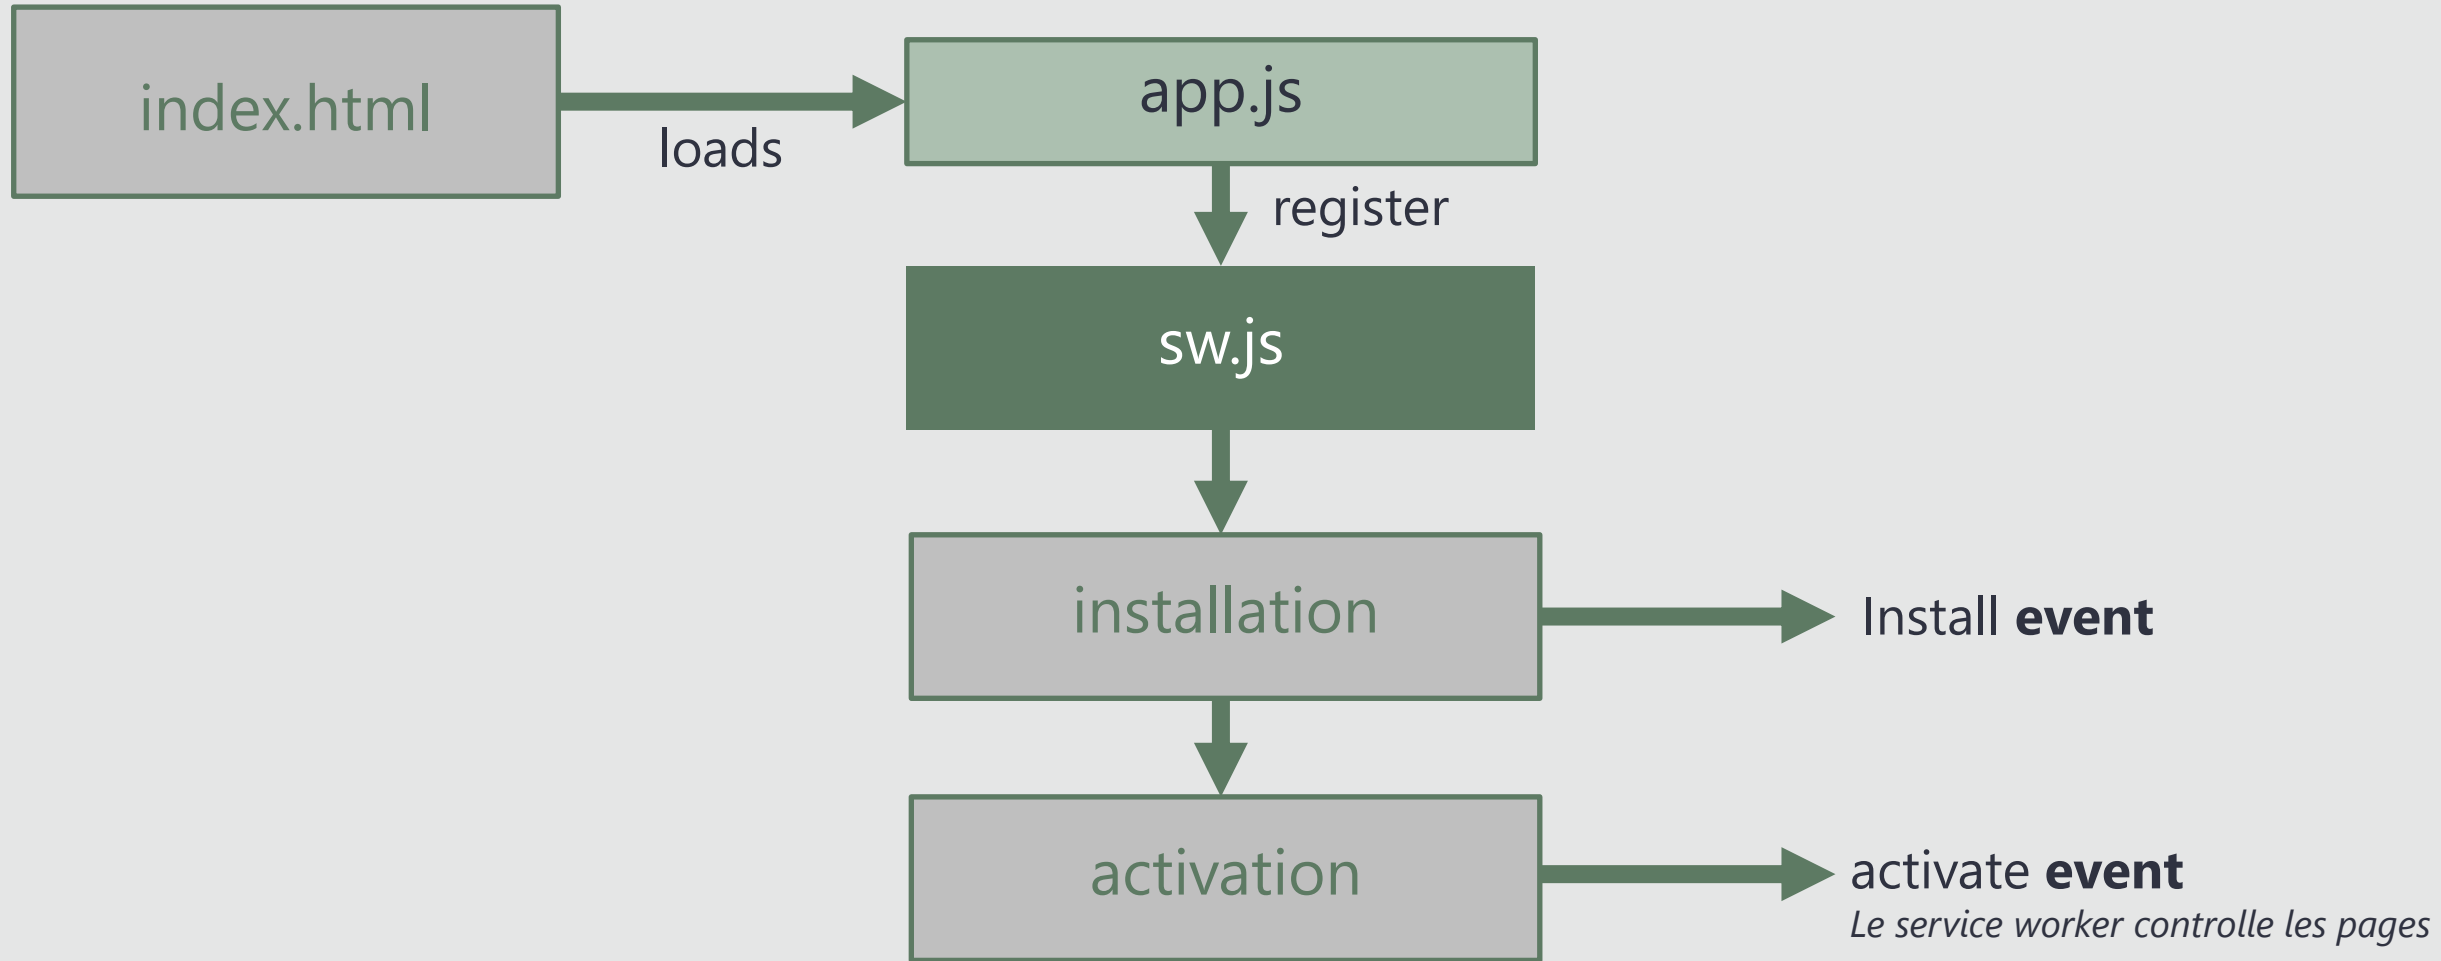 index.html
loads
app.js
register
sw.js
installation
Install event
activation
activate event
Le service worker controlle les pages